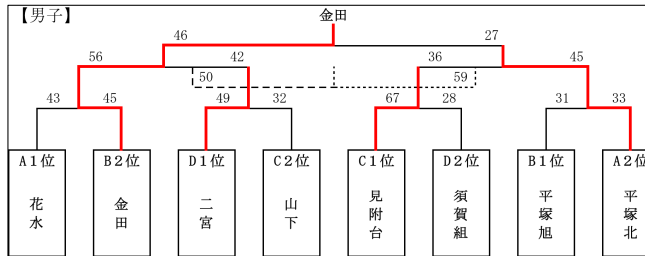 【男子】
金田
46 27
56 42 36 45
50 59
43 45 49 32 67 28 31 33
A1位 B2位 D1位 C2位 C1位 D2位 B1位 A2位
花水 金田 二宮 山下 見附台 須賀組 平塚旭 平塚北